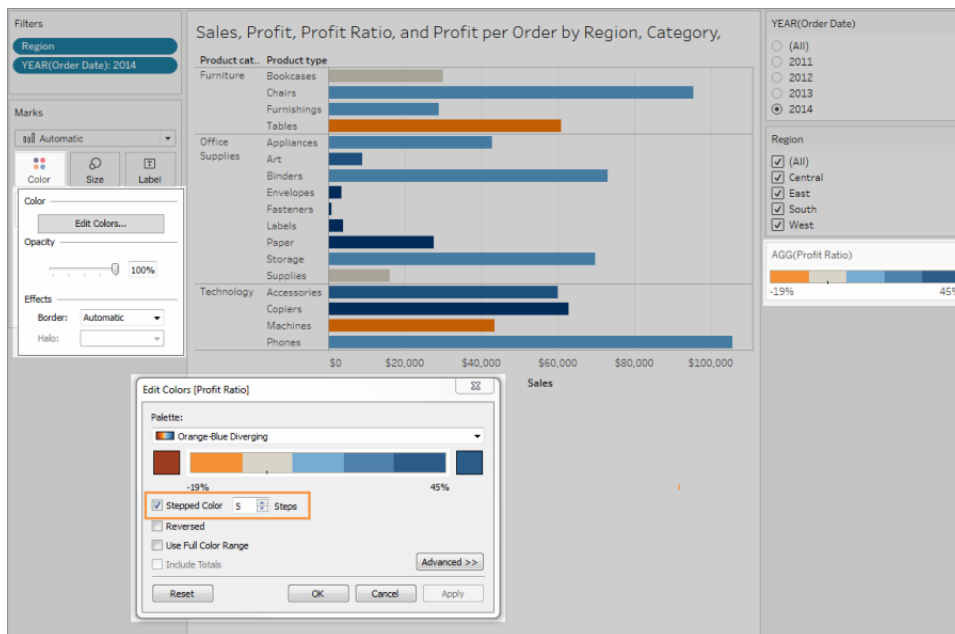 Filters
Region
YEAR(Order Date): 2014
Marks
Automatic
Color
Size
Label
Color
Edit Colors...
Opacity
100%
Effects
Border: Automatic
Halo:
Sales, Profit, Profit Ratio, and Profit per Order by Region, Category,
Product cat.. Product type
Furniture Bookcases
Chairs
Furnishings
Tables
Office Supplies Appliances
Art
Binders
Envelopes
Fasteners
Labels
Paper
Storage
Supplies
Technology Accessories
Copiers
Machines
Phones
$0 $20,000 $40,000 $60,000 $80,000 $100,000
Sales
YEAR(Order Date)
(All)
2011
2012
2013
2014
Region
(All)
Central
East
South
West
AGG(Profit Ratio)
-19% 45%
Edit Colors [Profit Ratio]
Palette:
Orange-Blue Diverging
-19% 45%
Stepped Color 5 Steps
Reversed
Use Full Color Range
Include Totals
Advanced >>
Reset OK Cancel Apply